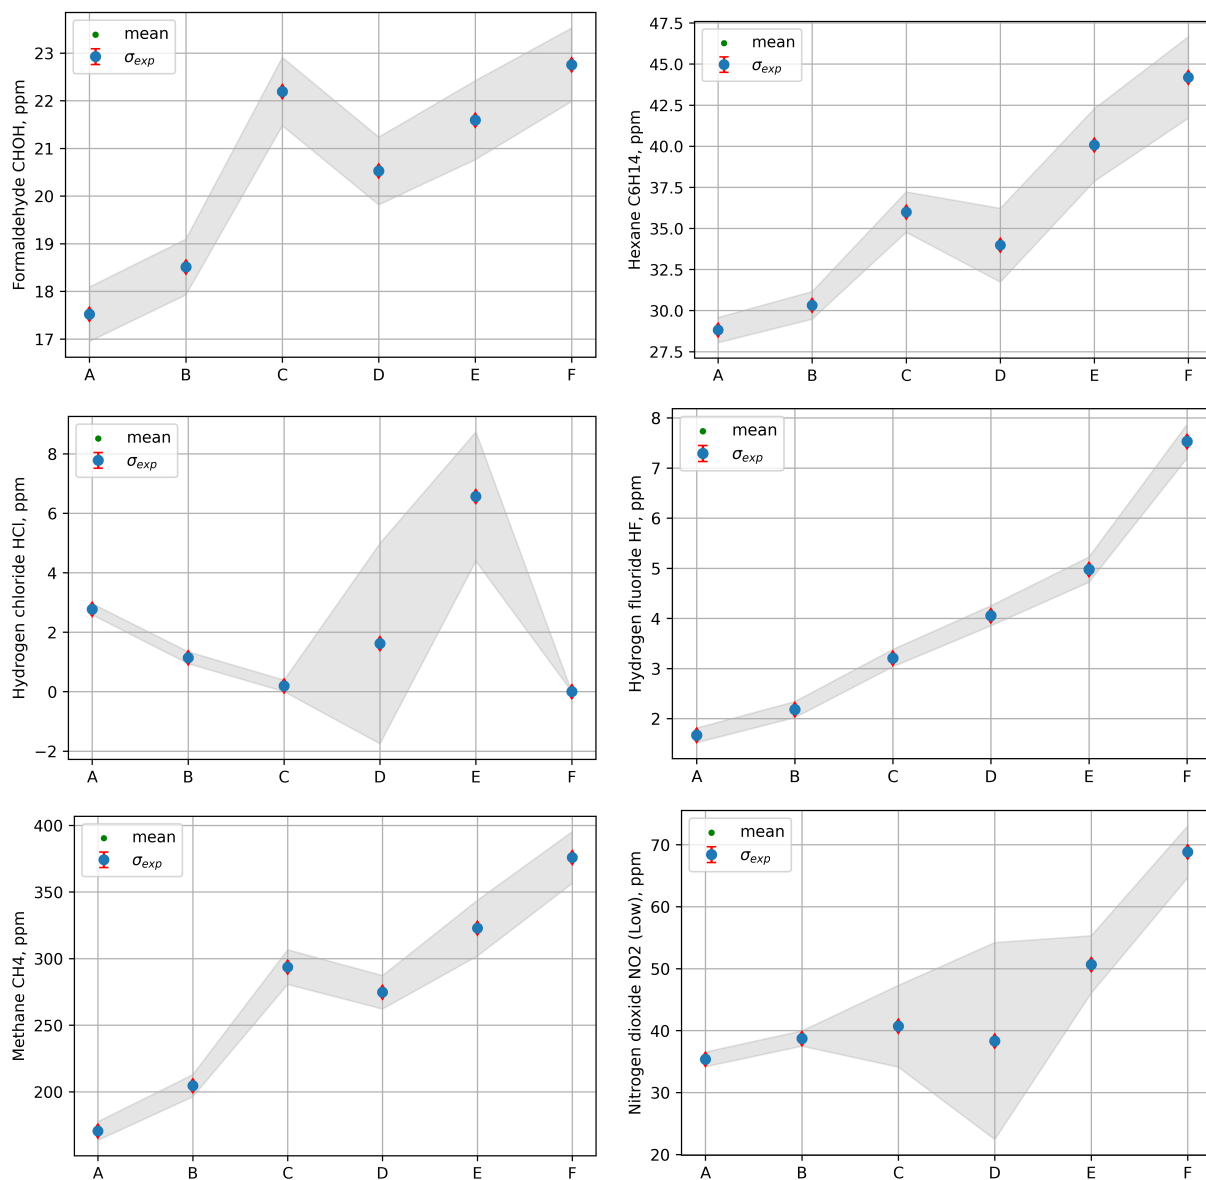 mean
σexp
Formaldehyde CHOH, ppm
23
22
21
20
19
18
17
A B C D E F
mean
σexp
Hexane C6H14, ppm
47.5
45.0
42.5
40.0
37.5
35.0
32.5
30.0
27.5
A B C D E F
mean
σexp
Hydrogen chloride HCl, ppm
8
6
4
2
0
−2
A B C D E F
mean
σexp
Hydrogen fluoride HF, ppm
8
7
6
5
4
3
2
A B C D E F
mean
σexp
Methane CH4, ppm
400
350
300
250
200
A B C D E F
mean
σexp
Nitrogen dioxide NO2 (Low), ppm
70
60
50
40
30
20
A B C D E F